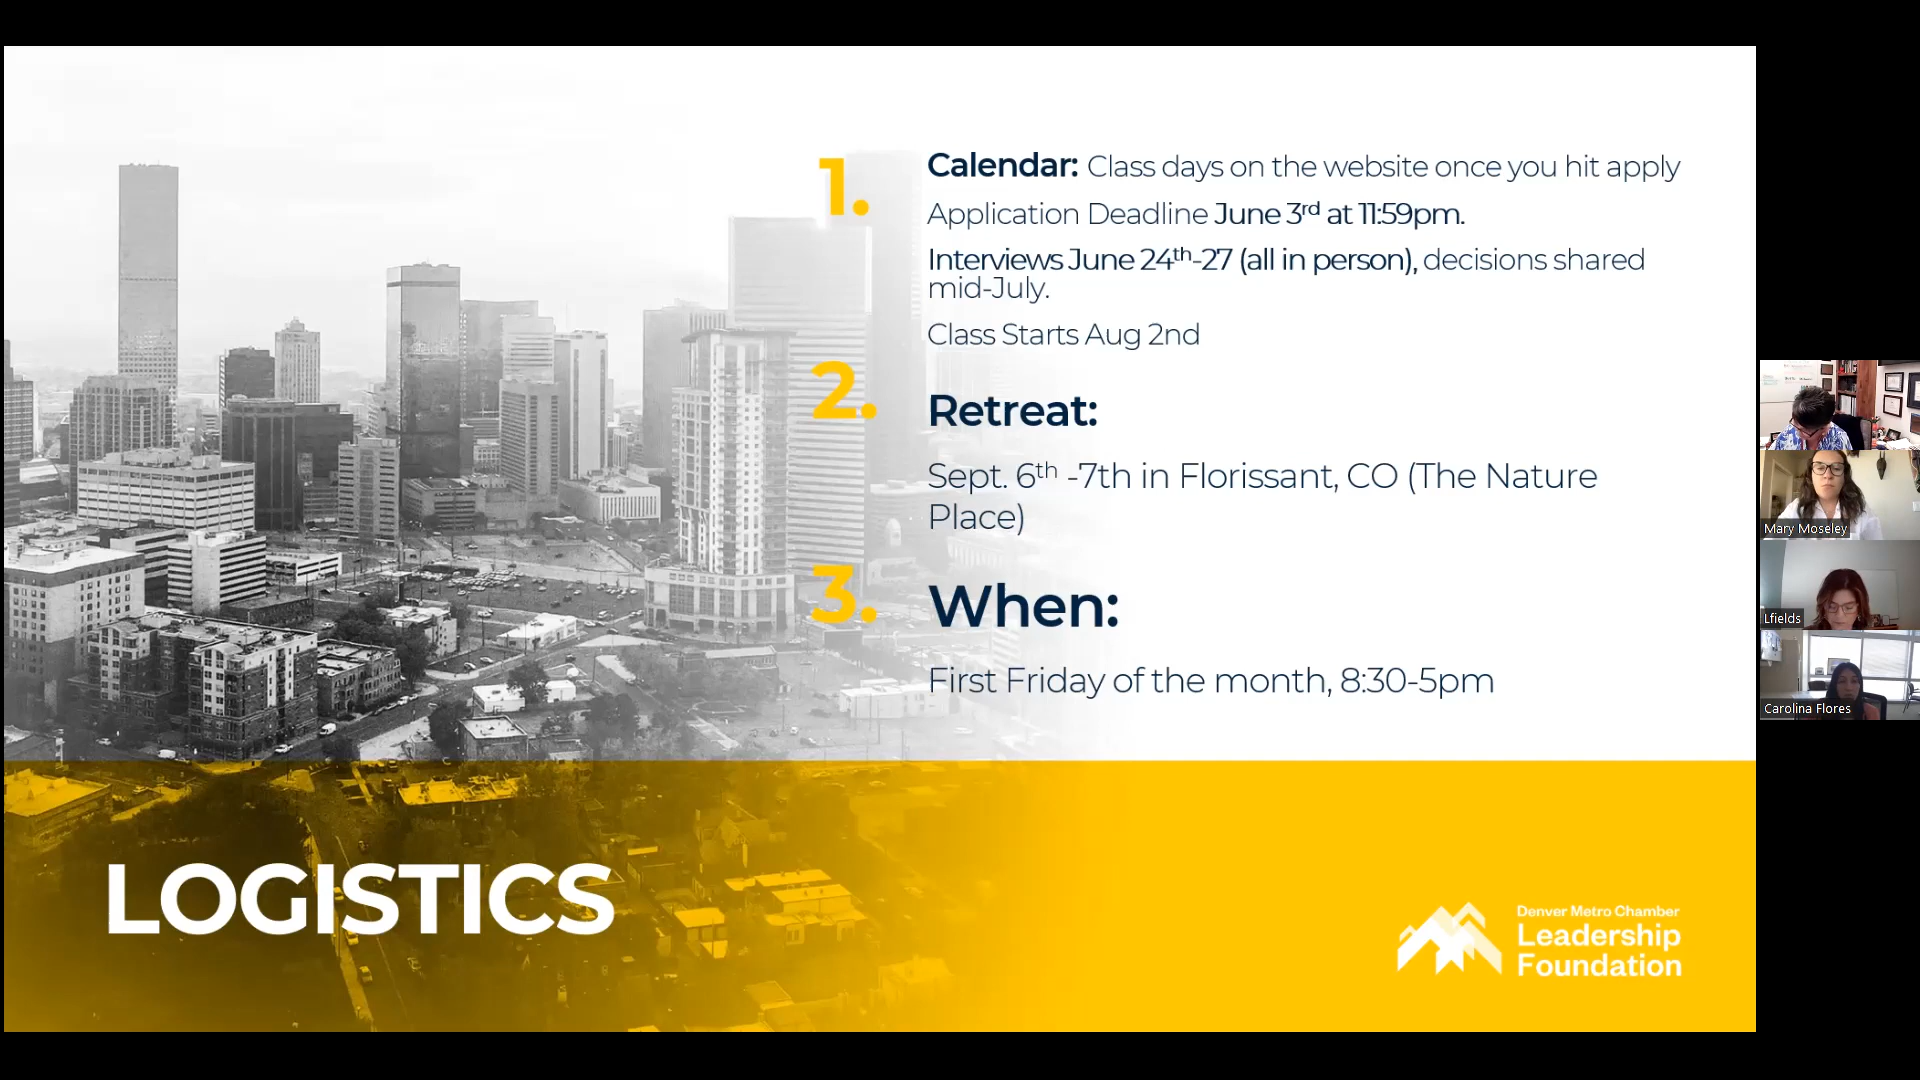 1.
Calendar: Class days on the website once you hit apply
Application Deadline June 3rd at 11:59pm.
Interviews June 24th-27 (all in person), decisions shared
mid-July.
Class Starts Aug 2nd
2.
Retreat:
Sept. 6th -7th in Florissant, CO (The Nature
Place)
3.
When:
First Friday of the month, 8:30-5pm
LOGISTICS
Denver Metro Chamber
Leadership
Foundation
Mary Moseley
Lfields
Carolina Flores